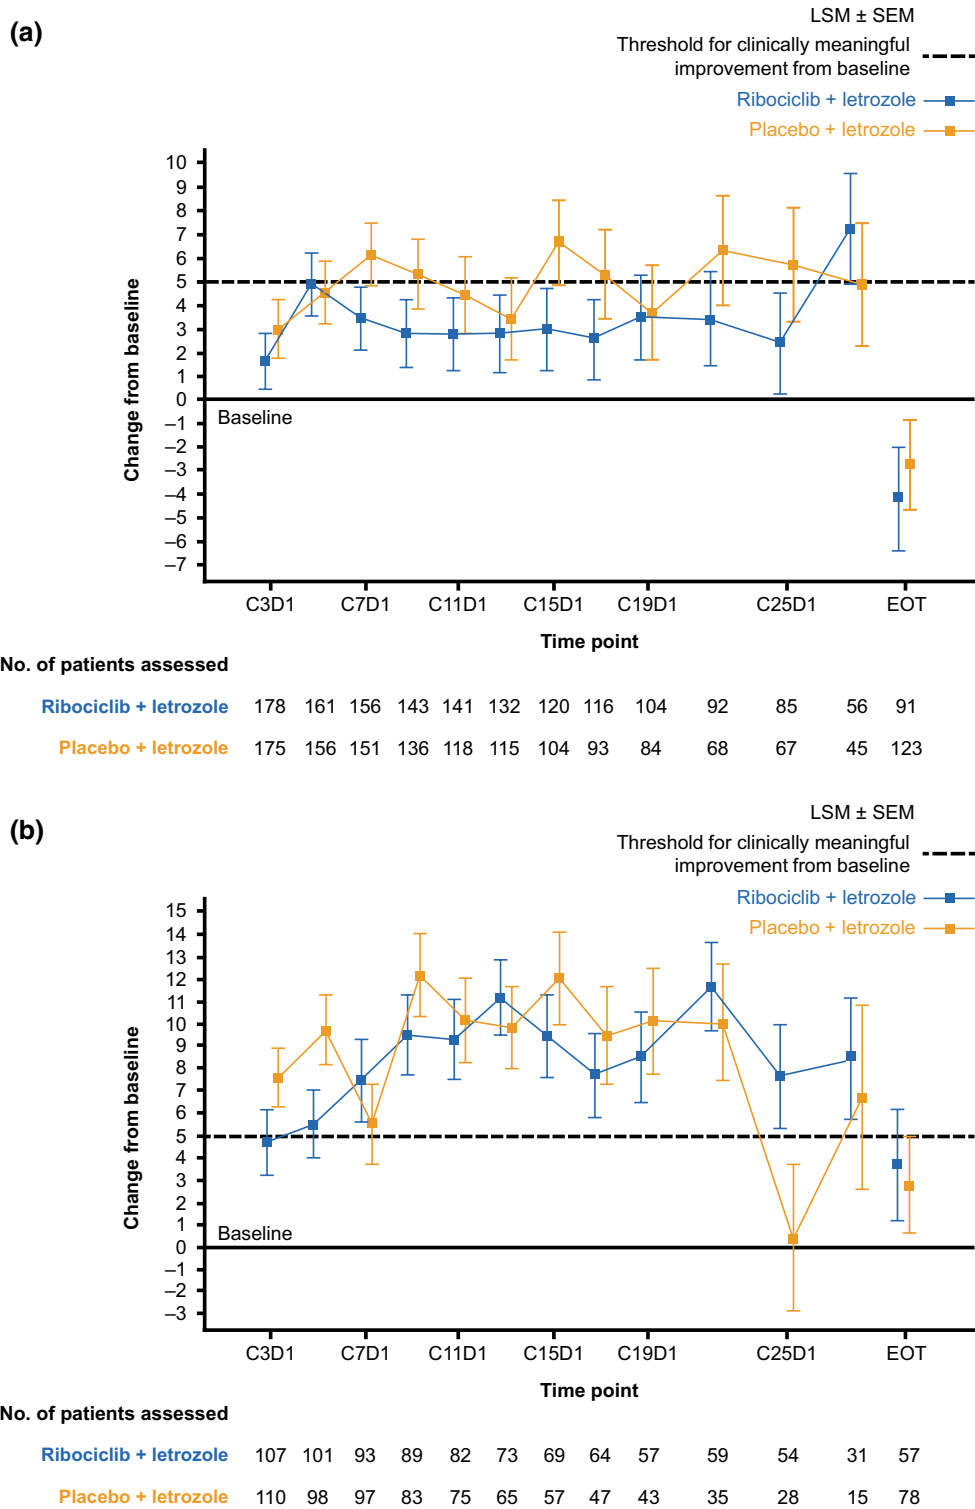 (a)
LSM ± SEM
Threshold for clinically meaningful
improvement from baseline
Ribociclib + letrozole
Placebo + letrozole
Change from baseline
10
9
8
7
6
5
4
3
2
1
0
–1
–2
–3
–4
–5
–6
–7
Baseline
C3D1 C7D1 C11D1 C15D1 C19D1 C25D1 EOT
Time point
No. of patients assessed
Ribociclib + letrozole 178 161 156 143 141 132 120 116 104 92 85 56 91
Placebo + letrozole 175 156 151 136 118 115 104 93 84 68 67 45 123
(b)
LSM ± SEM
Threshold for clinically meaningful
improvement from baseline
Ribociclib + letrozole
Placebo + letrozole
Change from baseline
15
14
13
12
11
10
9
8
7
6
5
4
3
2
1
0
–1
–2
–3
Baseline
C3D1 C7D1 C11D1 C15D1 C19D1 C25D1 EOT
Time point
No. of patients assessed
Ribociclib + letrozole 107 101 93 89 82 73 69 64 57 59 54 31 57
Placebo + letrozole 110 98 97 83 75 65 57 47 43 35 28 15 78